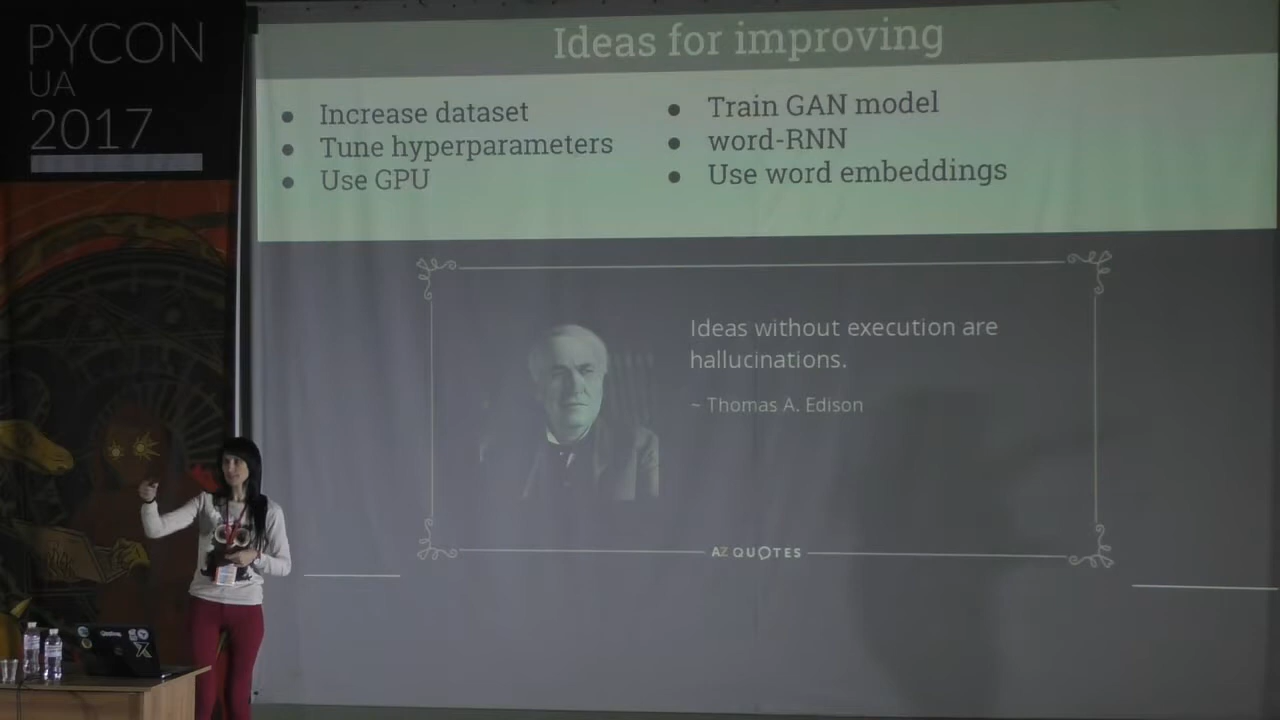 PYCON
UA
2017
Ideas for improving
• Increase dataset
• Tune hyperparameters
• Use GPU
• Train GAN model
• word-RNN
• Use word embeddings
Ideas without execution are
hallucinations.
~ Thomas A. Edison
AZ QUOTES